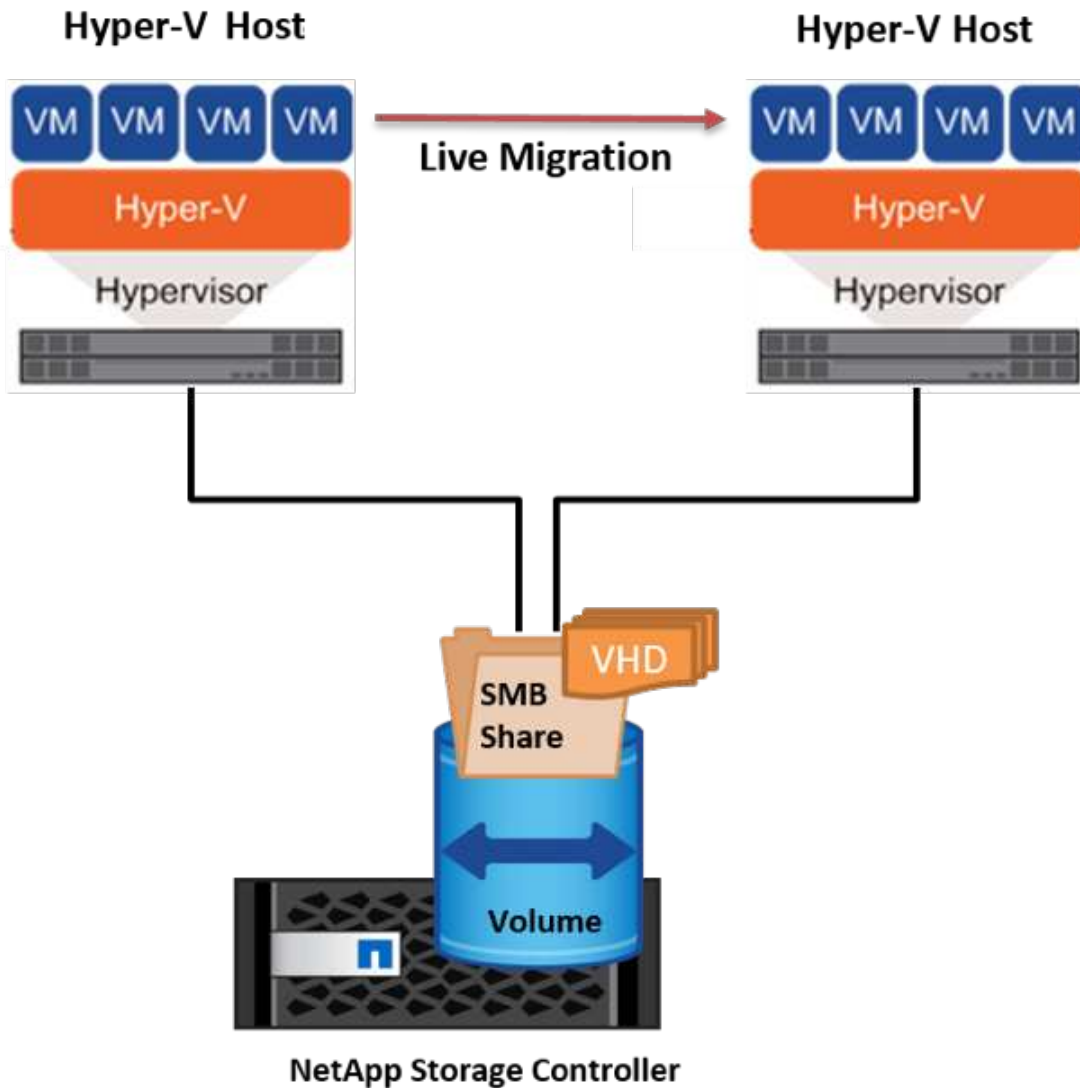 Hyper-V Host
Hyper-V Host
VM VM VM VM
Live Migration
VM VM VM VM
Hyper-V
Hyper-V
Hypervisor
Hypervisor
VHD
SMB
Share
Volume
NetApp Storage Controller